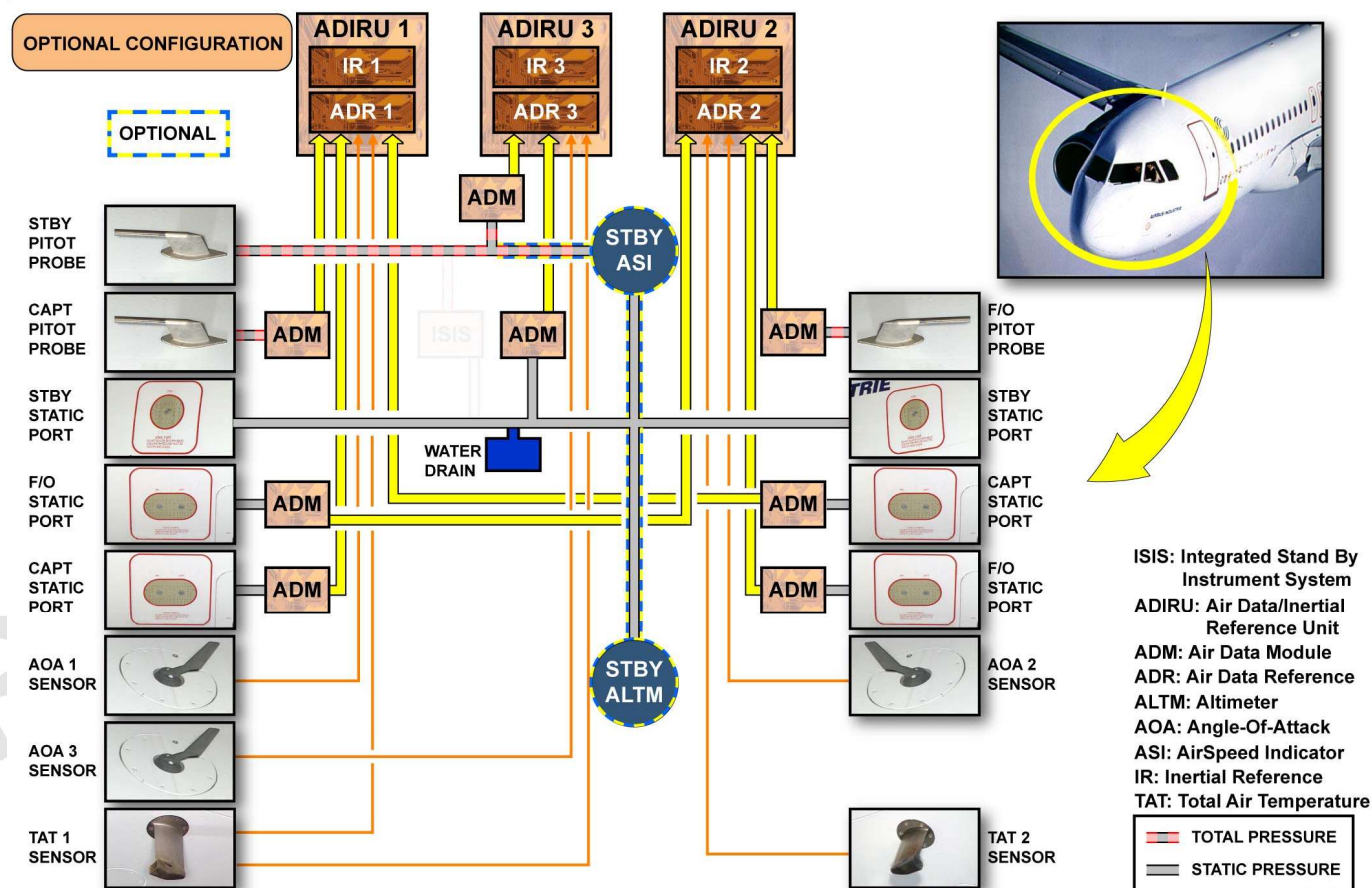 OPTIONAL CONFIGURATION
ADIRU 1
IR 1
ADR 1
ADIRU 3
IR 3
ADR 3
ADIRU 2
IR 2
ADR 2
OPTIONAL
ADM
STBY
PITOT
PROBE
STBY
ASI
CAPT
PITOT
PROBE
ADM
ISIS
ADM
ADM
F/O
PITOT
PROBE
STBY
STATIC
PORT
TRIE
STBY
STATIC
PORT
WATER
DRAIN
F/O
STATIC
PORT
ADM
ADM
CAPT
STATIC
PORT
CAPT
STATIC
PORT
ADM
ADM
F/O
STATIC
PORT
AOA 1
SENSOR
STBY
ALTM
AOA 2
SENSOR
AOA 3
SENSOR
TAT 1
SENSOR
TAT 2
SENSOR
ISIS: Integrated Stand By
Instrument System
ADIRU: Air Data/Inertial
Reference Unit
ADM: Air Data Module
ADR: Air Data Reference
ALTM: Altimeter
AOA: Angle-Of-Attack
ASI: AirSpeed Indicator
IR: Inertial Reference
TAT: Total Air Temperature
TOTAL PRESSURE
STATIC PRESSURE